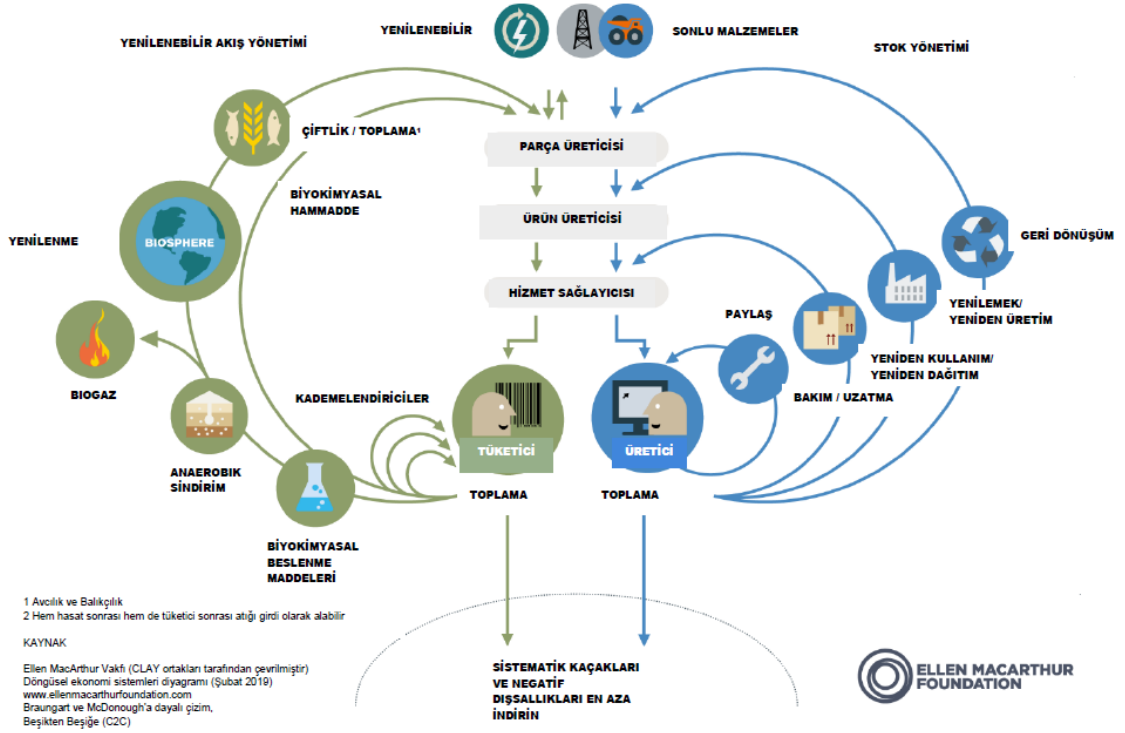 YENİLENEBİLİR AKIŞ YÖNETİMİ
YENİLENEBİLİR
SONLU MALZEMELER
STOK YÖNETİMİ
ÇİFTLİK / TOPLAMA¹
PARÇA ÜRETİCİSİ
BİYOKİMYASAL
HAMMADDE
ÜRÜN ÜRETİCİSİ
YENİLENME
BIOSPHERE
GERİ DÖNÜŞÜM
HİZMET SAĞLAYICISI
YENİLEMEK/
YENİDEN ÜRETİM
PAYLAŞ
YENİDEN KULLANIM/
YENİDEN DAĞITIM
BIOGAZ
KADEMELENDİRİCİLER
BAKIM / UZATMA
TÜKETİCİ
ÜRETİCİ
ANAEROBIK
SİNDİRİM
TOPLAMA
TOPLAMA
BİYOKİMYASAL
BESLENME
MADDELERİ
1 Avcılık ve Balıkçılık
2 Hem hasat sonrası hem de tüketici sonrası atığı girdi olarak alabilir
KAYNAK
Ellen MacArthur Vakfı (CLAY ortakları tarafından çevrilmiştir)
Döngüsel ekonomi sistemleri diyagramı (Şubat 2019)
www.ellenmacarthurfoundation.com
Braungart ve McDonough'a dayalı çizim,
Beşikten Beşiğe (C2C)
SİSTEMATİK KAÇAKLARI
VE NEGATİF
DIŞSALLIKLARI EN AZA
İNDİRİN
ELLEN MACARTHUR
FOUNDATION